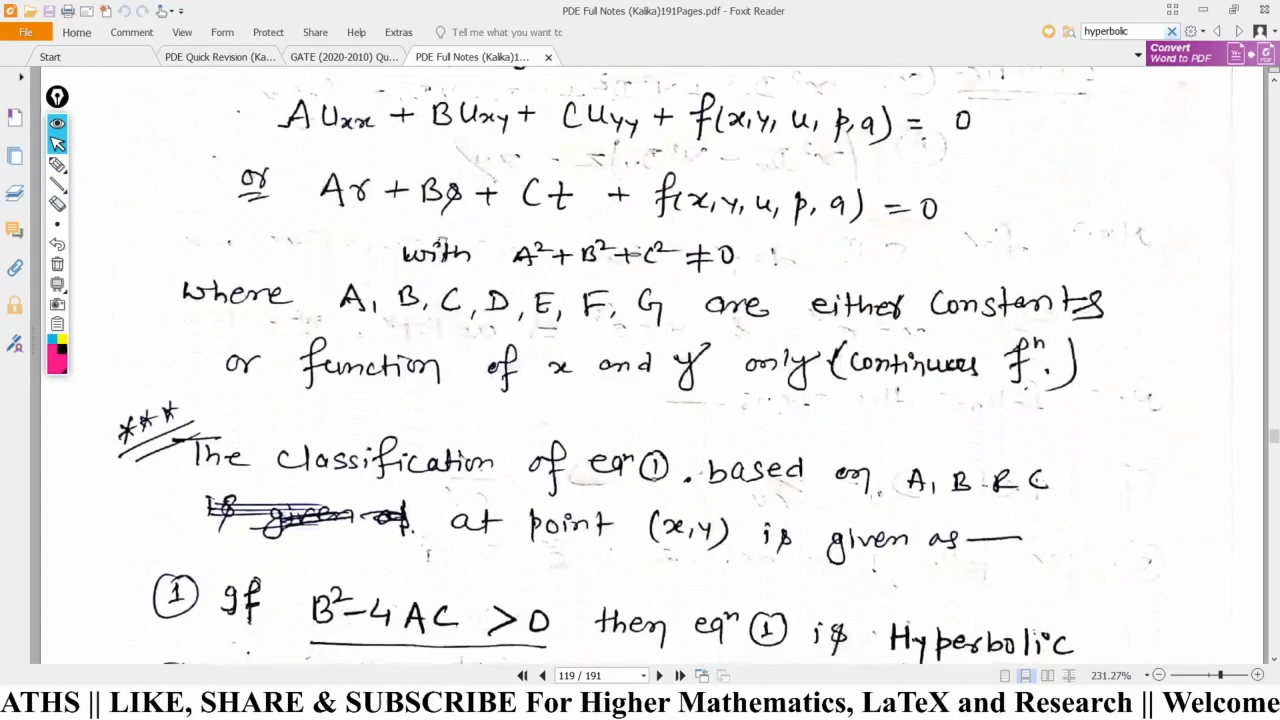 PDE Full Notes (Kalika)191Pages.pdf - Foxit Reader
File Home Comment View Form Protect Share Help Extras Tell me what you want to hyperbolic
Start PDE Quick Revision (Ka... GATE (2020-2010) Qu... PDE Full Notes (Kalika)1...
Convert
Word to PDF
A Uxx + B Uxy + C Uyy + f(x, y, u, p, q) = 0
or Ar + Bs + Ct + f(x, y, u, p, q) = 0
with A² + B² + C² ≠ 0
where A, B, C, D, E, F, G are either constants
or function of x and y only (continues fⁿ.)
*** The classification of eqⁿ ①. based on A, B & C
at point (x,y) is given as —
① If B² - 4AC > 0 then eqⁿ ① is Hyperbolic
119 / 191 231.27%
ATHS || LIKE, SHARE & SUBSCRIBE For Higher Mathematics, LaTeX and Research || Welcome